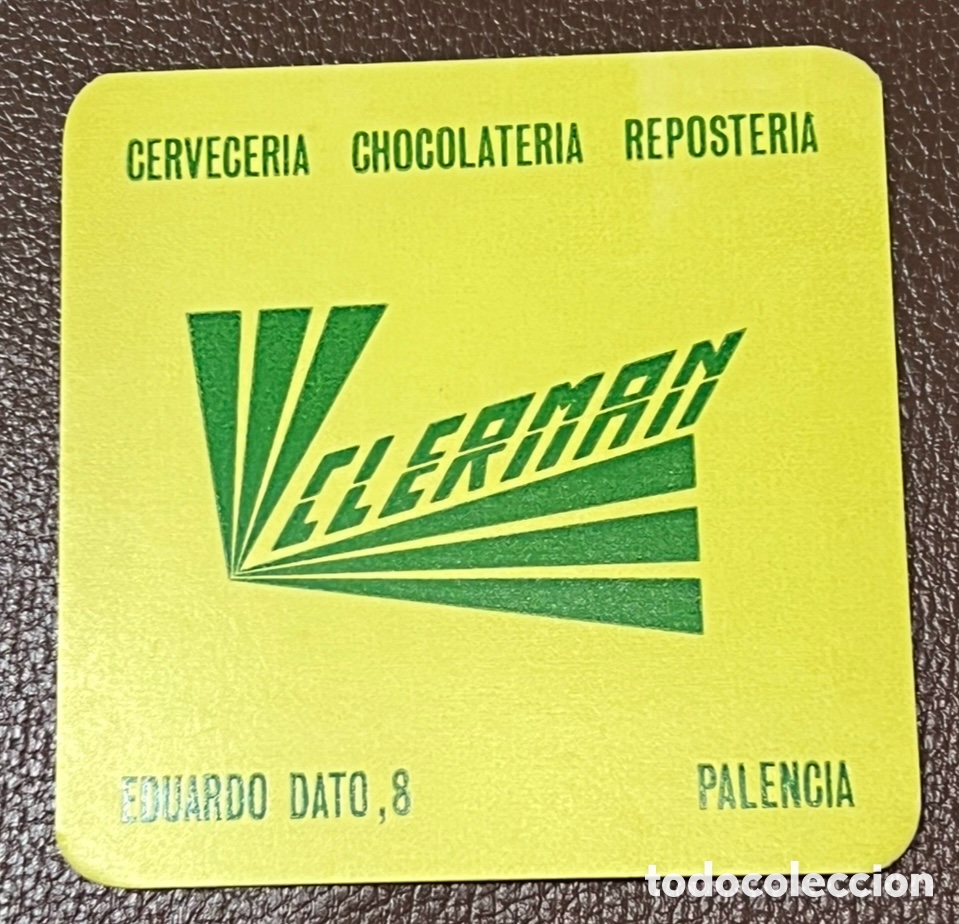 CERVECERIA CHOCOLATERIA REPOSTERIA
CLERMAN
EDUARDO DATO, 8 PALENCIA
todocoleccion